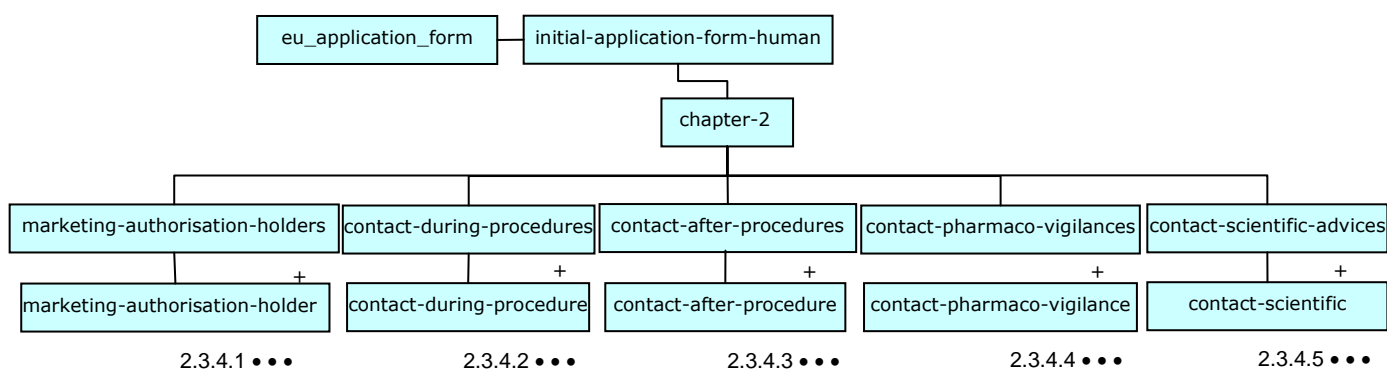 eu_application_form
initial-application-form-human
chapter-2
marketing-authorisation-holders
contact-during-procedures
contact-after-procedures
contact-pharmaco-vigilances
contact-scientific-advices
+
+
+
+
+
marketing-authorisation-holder
contact-during-procedure
contact-after-procedure
contact-pharmaco-vigilance
contact-scientific
2.3.4.1 • • •
2.3.4.2 • • •
2.3.4.3 • • •
2.3.4.4 • • •
2.3.4.5 • • •